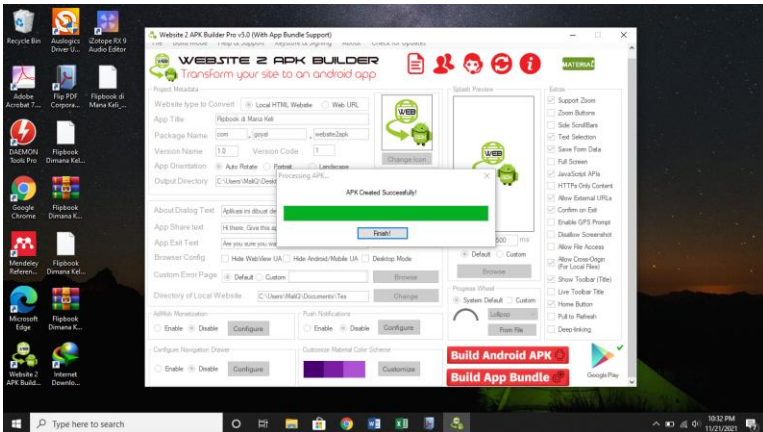 Recycle Bin
Auslogics Driver U...
iZotope RX 9 Audio Editor
Adobe Acrobat 7....
Flip PDF Corpora...
Flipbook di Mana Keli_...
DAEMON Tools Pro
Flipbook Dimana Kel...
Google Chrome
Flipbook Dimana K...
Mendeley Referen...
Flipbook Dimana Kel...
Microsoft Edge
Flipbook Dimana K...
Website 2 APK Build...
Internet Downlo...
Website 2 APK Builder Pro v5.0 (With App Bundle Support)
File Build Mode Help & Support Keystore & Signing About Check for Updates
WEBSITE 2 APK BUILDER
Transform your site to an android app
MATERIAL
Project Metadata
Website type to Convert Local HTML Website Web URL
App Title Flipbook di Mana Keli
Package Name com . goyal . website2apk
Version Name 1.0 Version Code 1
App Orientation Auto Rotate Portrait Landscape
Change Icon
Output Directory C:\Users\MaliQ\Deskt
About Dialog Text Aplikasi ini dibuat de
App Share text Hi there, Give this ap
App Exit Text Are you sure you wa
Browser Config Hide WebView UA Hide Android/Mobile UA Desktop Mode
Custom Error Page Default Custom Browse
Directory of Local Website C:\Users\MaliQ\Documents\Tes Change
AdMob Monetization
Enable Disable Configure
Push Notifications
Enable Disable Configure
Configure Navigation Drawer
Enable Disable Configure
Customize Material Color Scheme
Customize
Processing APK...
APK Created Successfully!
Finish!
Splash Preview
WEB
ms
Default Custom
Browse
Progress Wheel
System Default Custom
Lollipop
From File
Extras
Support Zoom
Zoom Buttons
Side ScrollBars
Text Selection
Save Form Data
Full Screen
JavaScript APIs
HTTPs Only Content
Allow External URLs
Confirm on Exit
Enable GPS Prompt
Disallow Screenshot
Allow File Access
Allow Cross-Origin
(For Local Files)
Show Toolbar (Title)
Live Toolbar Title
Home Button
Pull to Refresh
Deep-linking
Build Android APK
Build App Bundle
Google Play
Type here to search
10:32 PM
11/21/2021